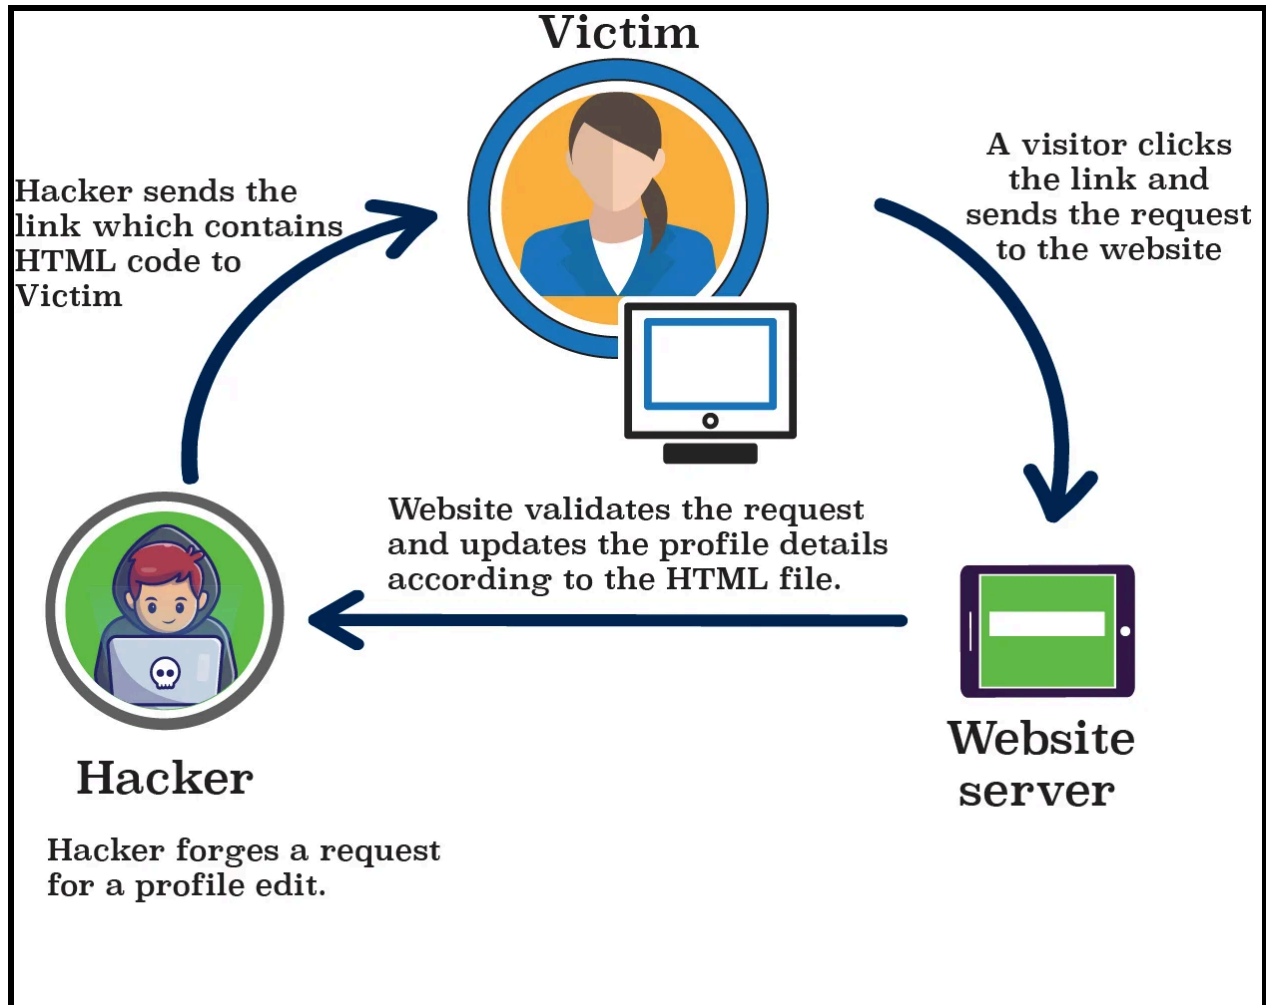 Victim
Hacker sends the
link which contains
HTML code to
Victim
A visitor clicks
the link and
sends the request
to the website
Website validates the request
and updates the profile details
according to the HTML file.
Hacker
Website
server
Hacker forges a request
for a profile edit.